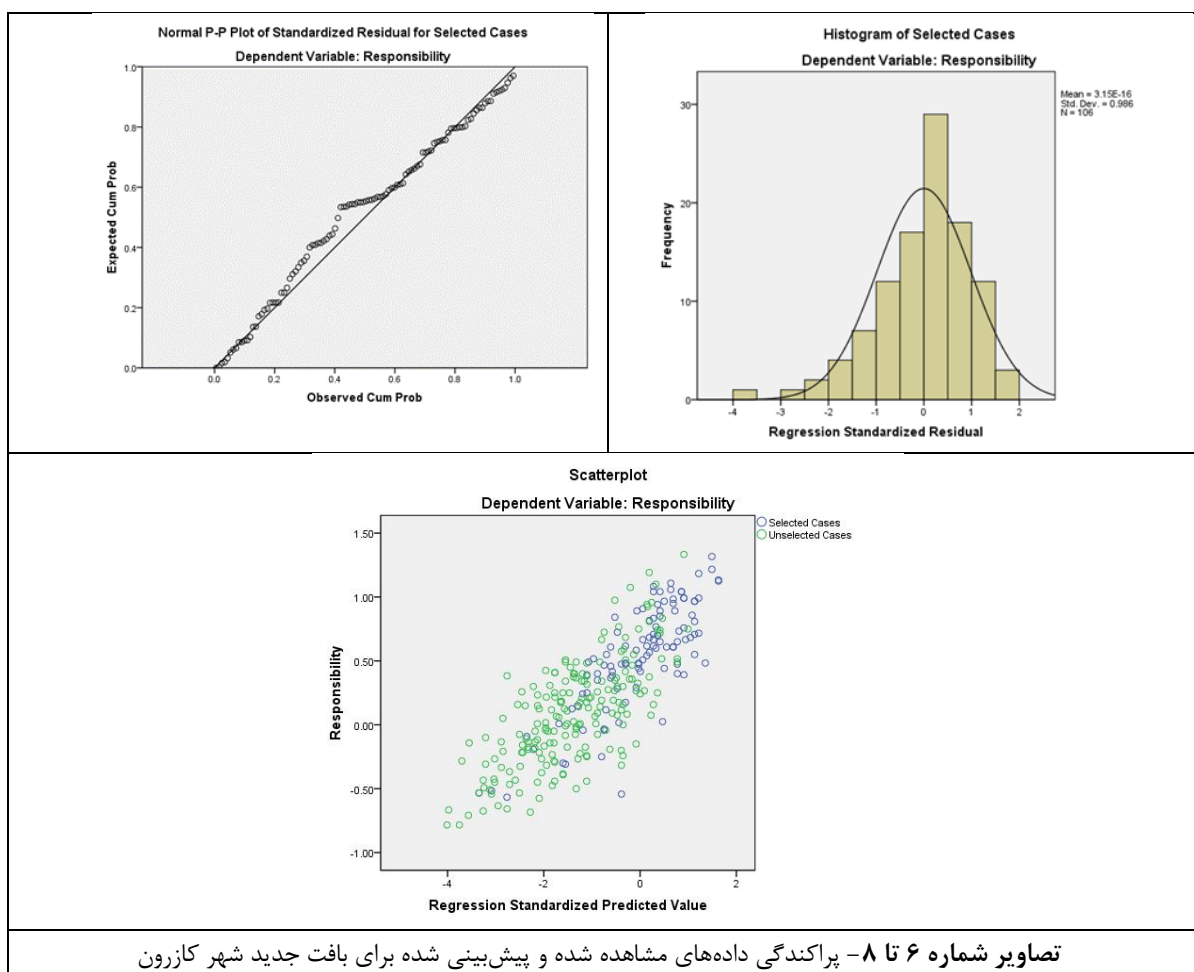 Normal P-P Plot of Standardized Residual for Selected Cases
Dependent Variable: Responsibility
1.0
0.8
0.6
0.4
0.2
0.0
Expected Cum Prob
0.0 0.2 0.4 0.6 0.8 1.0
Observed Cum Prob
Histogram of Selected Cases
Dependent Variable: Responsibility
Mean = 3.15E-16
Std. Dev. = 0.986
N = 106
30
20
10
0
Frequency
-4 -3 -2 -1 0 1 2
Regression Standardized Residual
Scatterplot
Dependent Variable: Responsibility
Selected Cases
Unselected Cases
1.50
1.00
0.50
0.00
-0.50
-1.00
Responsibility
-4 -2 0 2
Regression Standardized Predicted Value
تصاویر شماره ۶ تا ۸- پراکندگی داده‌های مشاهده شده و پیش‌بینی شده برای بافت جدید شهر کازرون